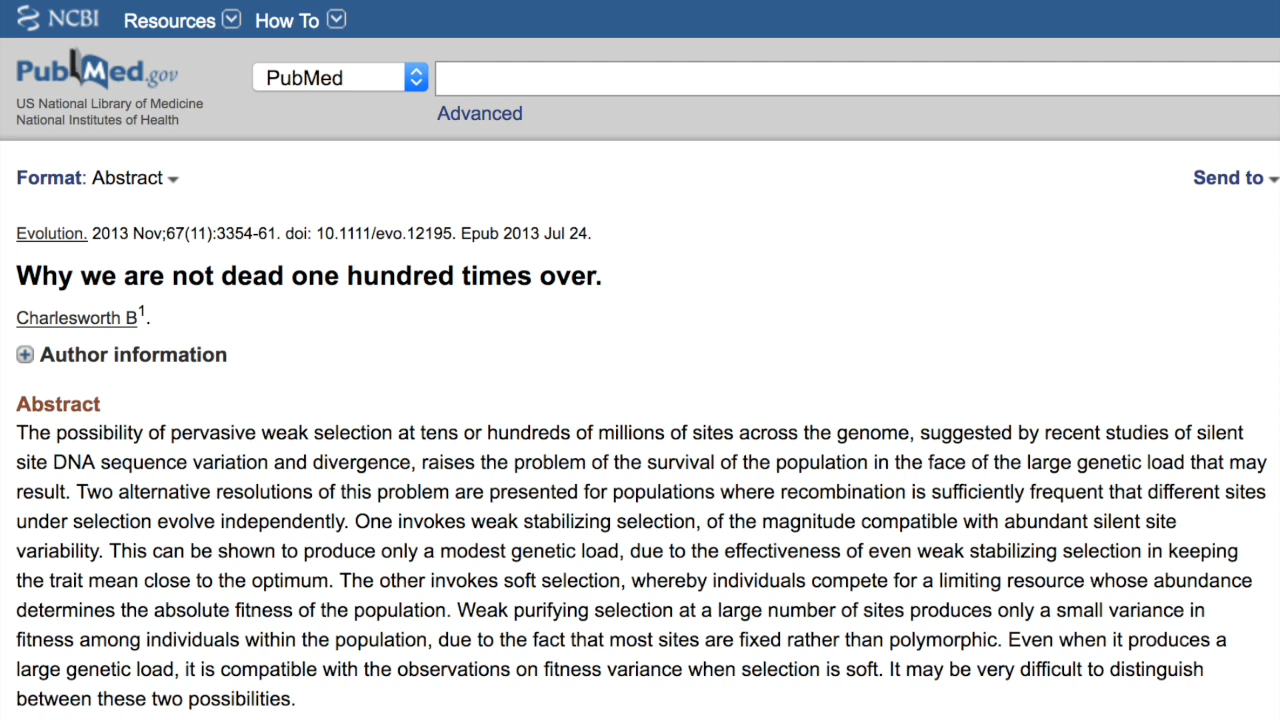 NCBI Resources How To
PubMed.gov
US National Library of Medicine
National Institutes of Health
PubMed
Advanced
Format: Abstract
Send to
Evolution. 2013 Nov;67(11):3354-61. doi: 10.1111/evo.12195. Epub 2013 Jul 24.
Why we are not dead one hundred times over.
Charlesworth B1.
Author information
Abstract
The possibility of pervasive weak selection at tens or hundreds of millions of sites across the genome, suggested by recent studies of silent
site DNA sequence variation and divergence, raises the problem of the survival of the population in the face of the large genetic load that may
result. Two alternative resolutions of this problem are presented for populations where recombination is sufficiently frequent that different sites
under selection evolve independently. One invokes weak stabilizing selection, of the magnitude compatible with abundant silent site
variability. This can be shown to produce only a modest genetic load, due to the effectiveness of even weak stabilizing selection in keeping
the trait mean close to the optimum. The other invokes soft selection, whereby individuals compete for a limiting resource whose abundance
determines the absolute fitness of the population. Weak purifying selection at a large number of sites produces only a small variance in
fitness among individuals within the population, due to the fact that most sites are fixed rather than polymorphic. Even when it produces a
large genetic load, it is compatible with the observations on fitness variance when selection is soft. It may be very difficult to distinguish
between these two possibilities.